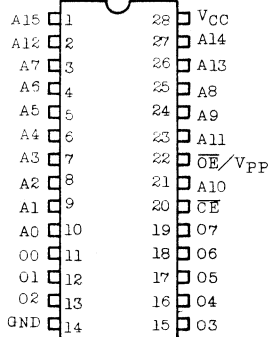 A15 1 28 VCC
A12 2 27 A14
A7 3 26 A13
A6 4 25 A8
A5 5 24 A9
A4 6 23 A11
A3 7 22 OE/VPP
A2 8 21 A10
A1 9 20 CE
A0 10 19 O7
O0 11 18 O6
O1 12 17 O5
O2 13 16 O4
GND 14 15 O3